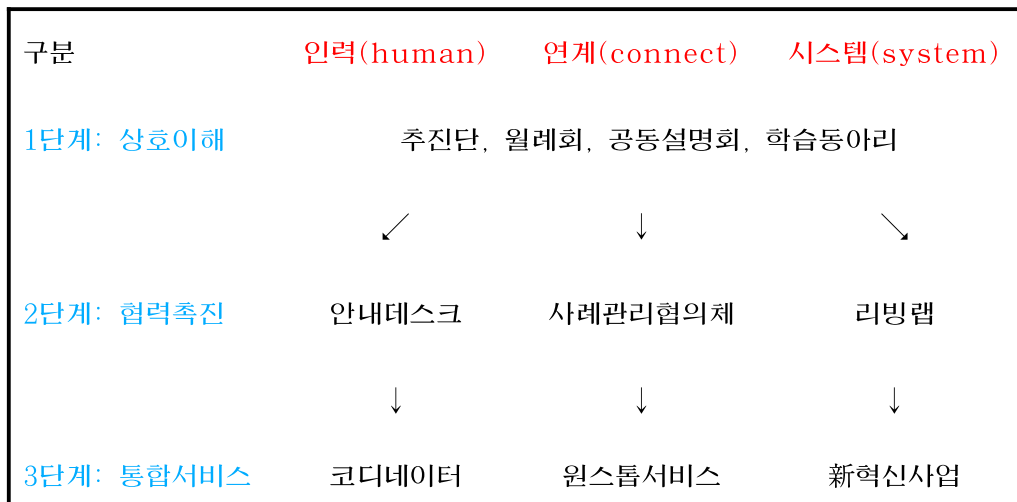 구분 인력(human) 연계(connect) 시스템(system)
1단계: 상호이해 추진단, 월례회, 공동설명회, 학습동아리
↙ ↓ ↘
2단계: 협력촉진 안내데스크 사례관리협의체 리빙랩
↓ ↓ ↓
3단계: 통합서비스 코디네이터 원스톱서비스 新혁신사업